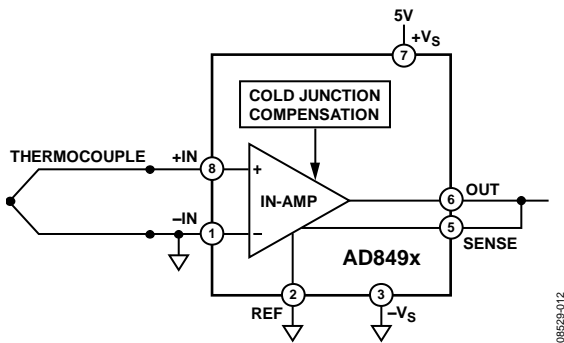 5V
+VS
7
COLD JUNCTION
COMPENSATION
THERMOCOUPLE
+IN
8
+
IN-AMP
6
OUT
–IN
1
–
5
SENSE
AD849x
2
3
REF
–VS
08529-012